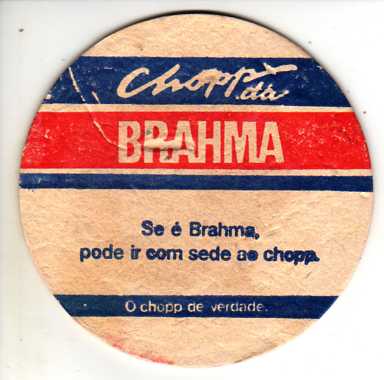 Chopp
da
BRAHMA
Se é Brahma,
pode ir com sede ao chopp.
O chopp de verdade.